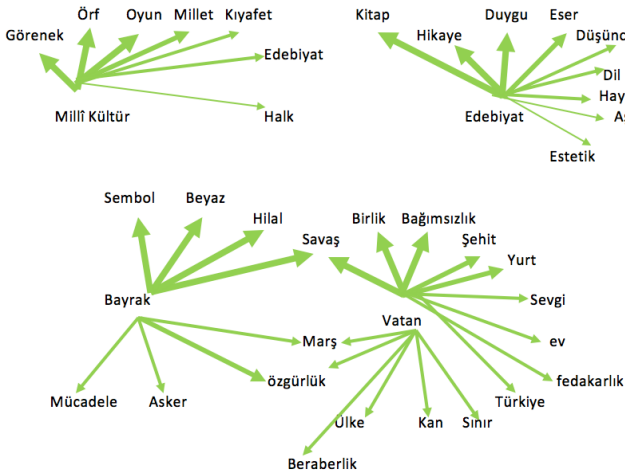 Görenek
Örf
Oyun
Millet
Kıyafet
Edebiyat
Halk
Millî Kültür
Kitap
Hikaye
Duygu
Eser
Dil
Estetik
Edebiyat
Sembol
Beyaz
Hilal
Savaş
Bayrak
Marş
özgürlük
Mücadele
Asker
Birlik
Bağımsızlık
Şehit
Yurt
Sevgi
ev
fedakarlık
Türkiye
Vatan
Ülke
Kan
Sınır
Beraberlik